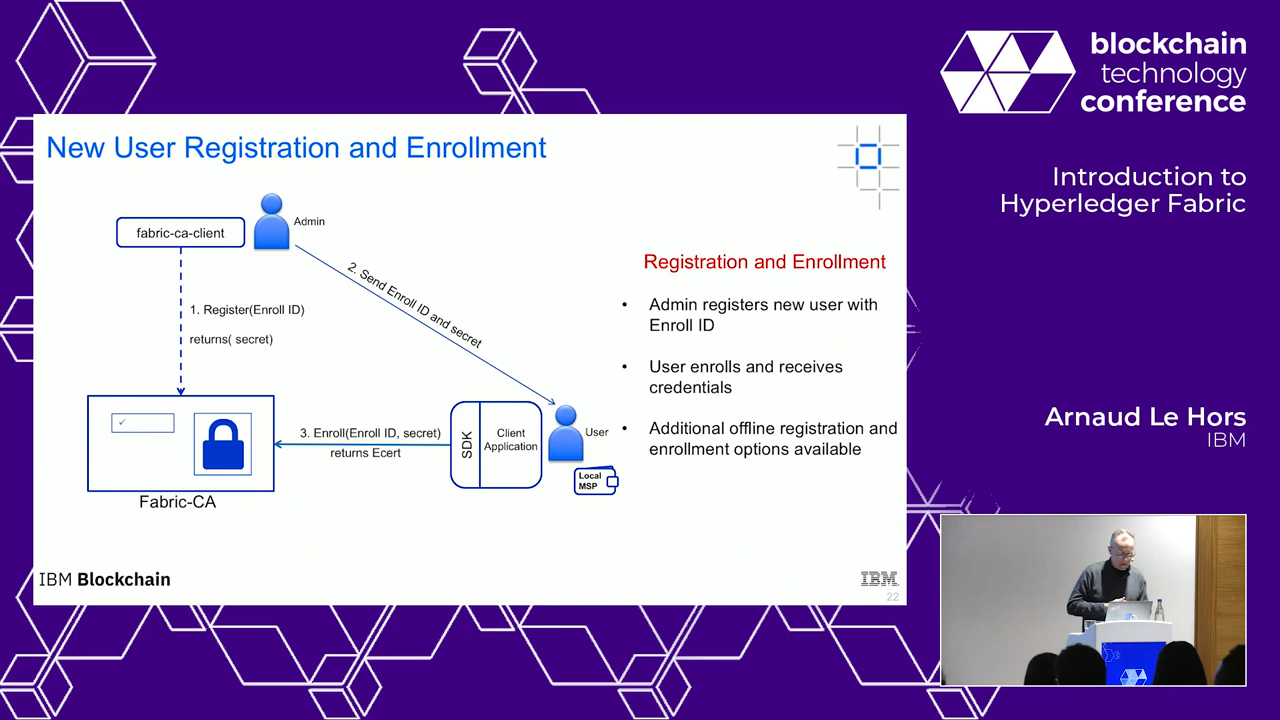 blockchain
technology
conference
Introduction to
Hyperledger Fabric
Arnaud Le Hors
IBM
New User Registration and Enrollment
fabric-ca-client
Admin
1. Register(Enroll ID)
returns( secret)
2. Send Enroll ID and secret
3. Enroll(Enroll ID, secret)
returns Ecert
SDK
Client
Application
User
Local
MSP
Fabric-CA
Registration and Enrollment
• Admin registers new user with
Enroll ID
• User enrolls and receives
credentials
• Additional offline registration and
enrollment options available
IBM Blockchain
IBM
22